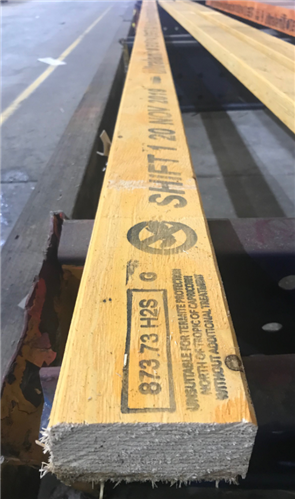 873.73 H2S G
UNSUITABLE FOR TERMITE PROTECTION
NORTH OF TROPIC OF CAPRICORN
WITHOUT ADDITIONAL TREATMENT
SHIFT 1 20 NOV 2018